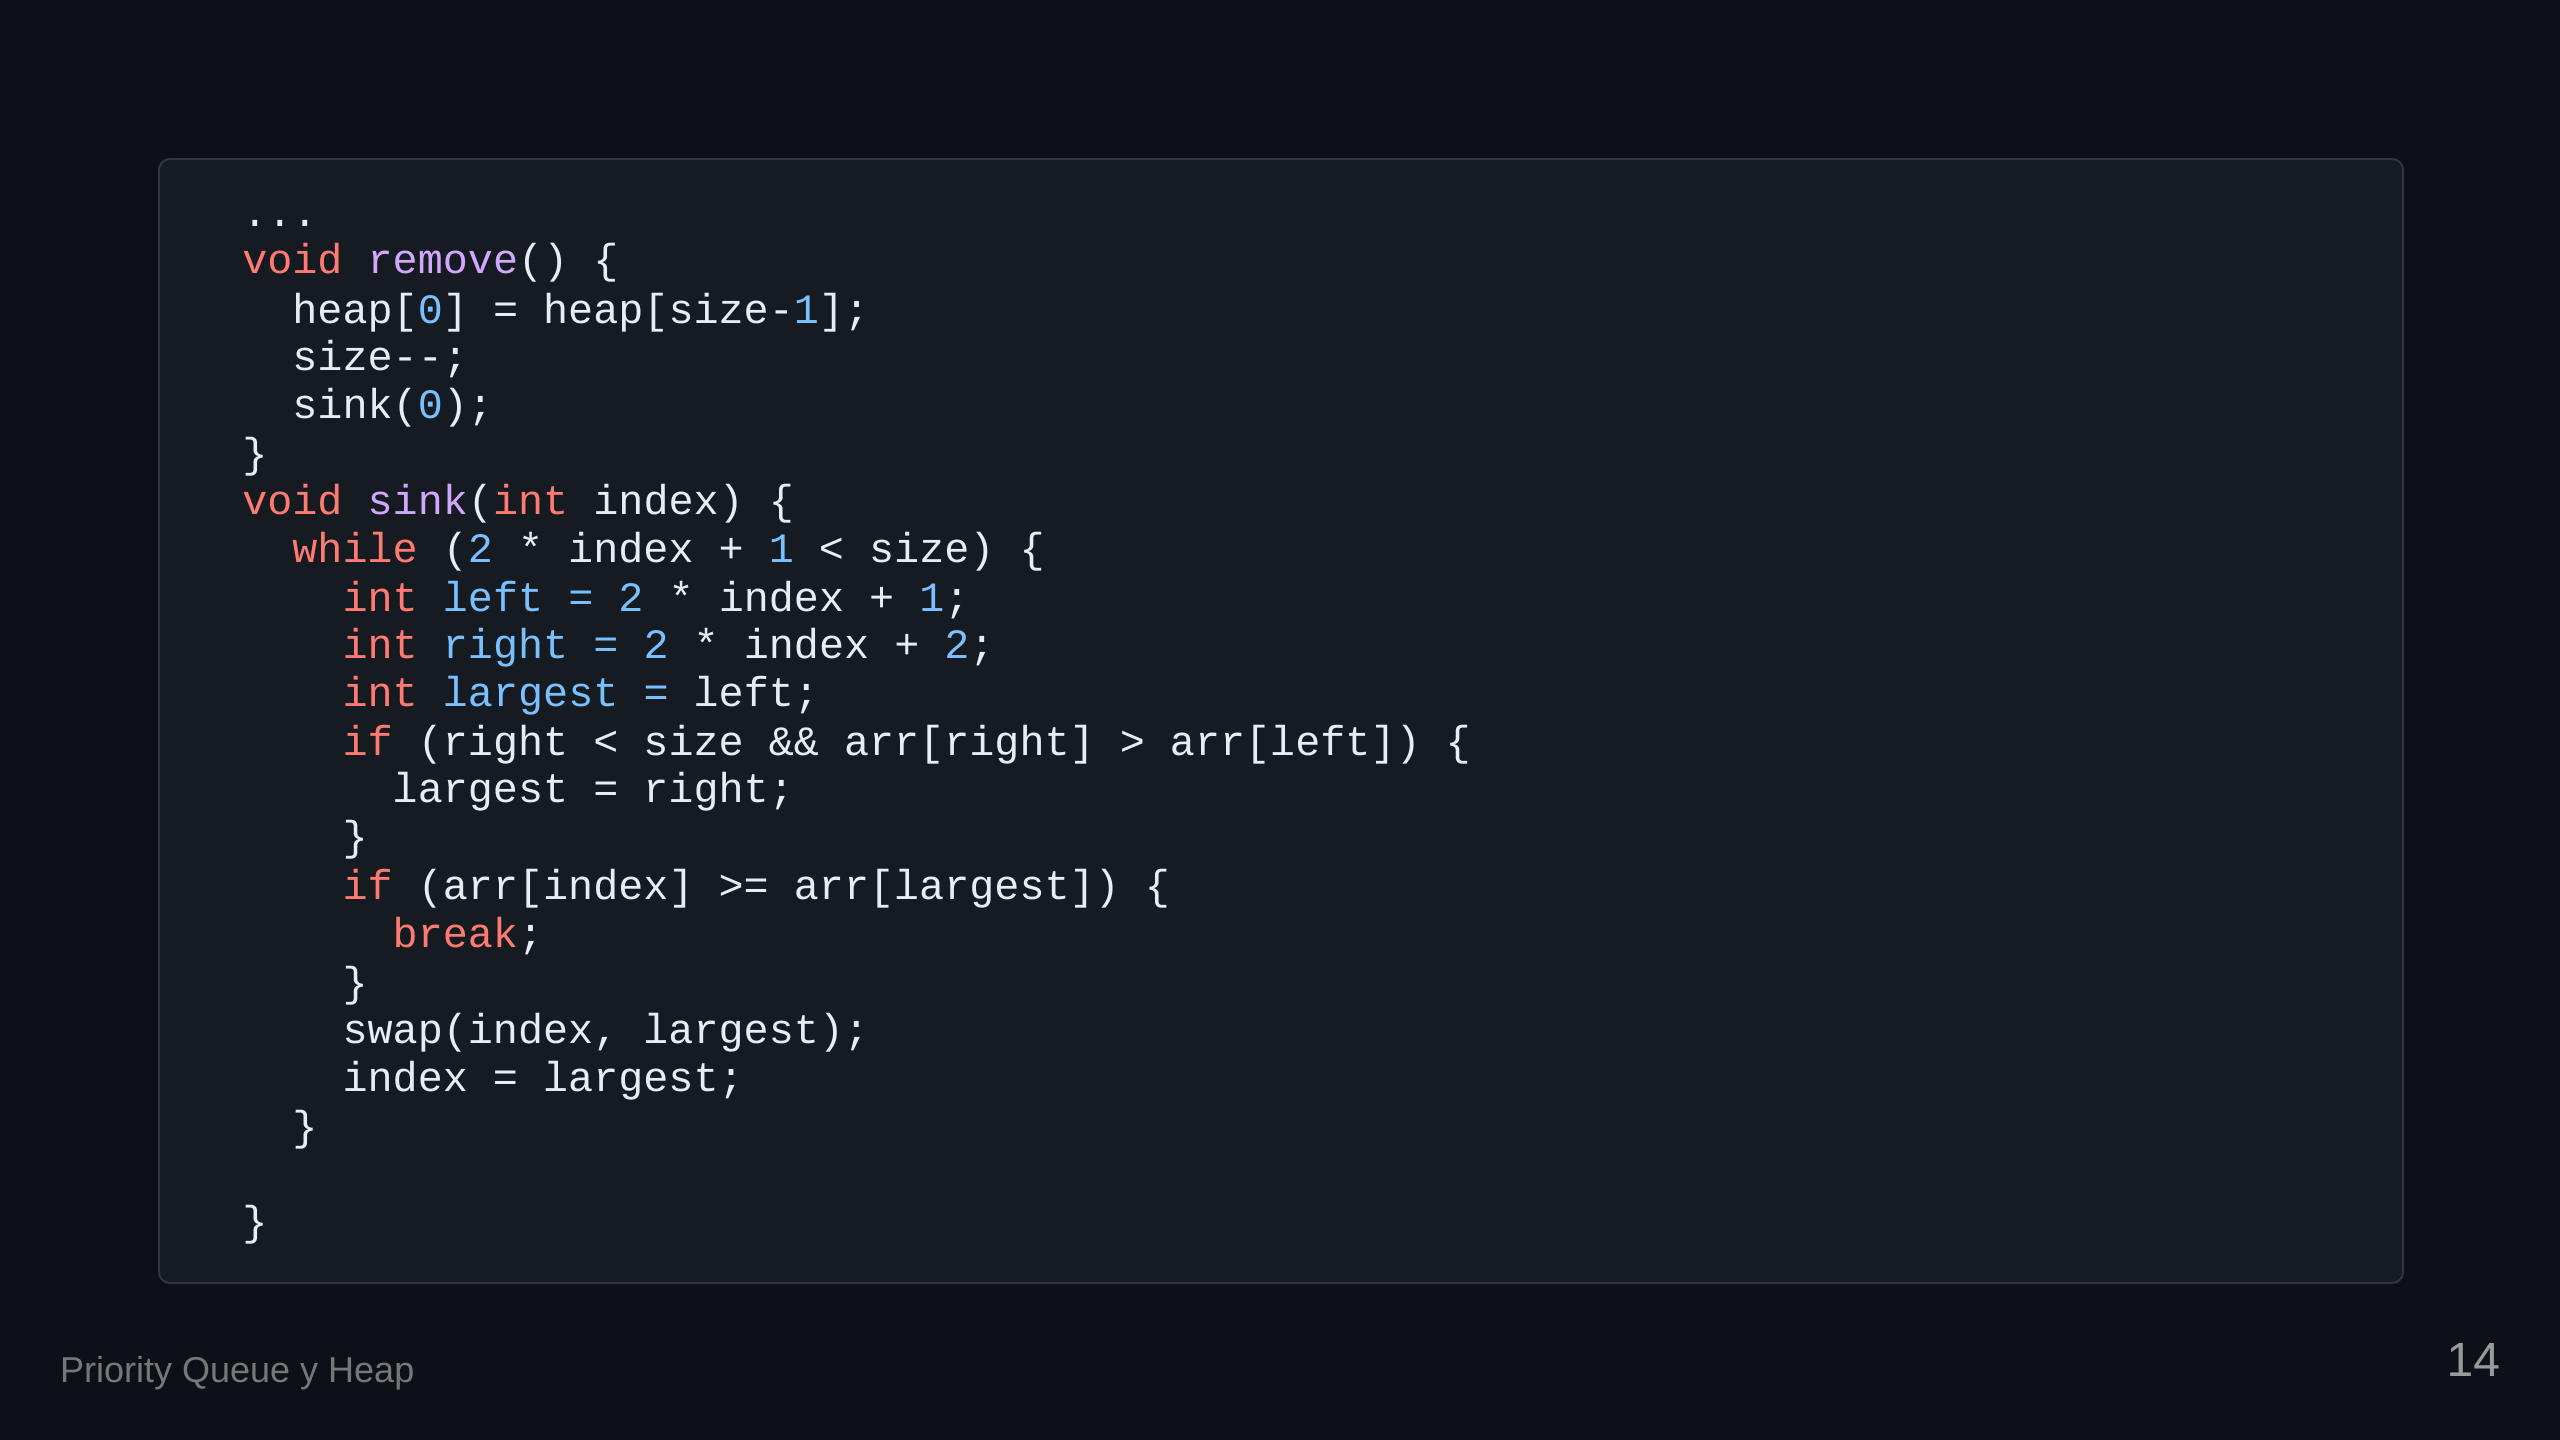 ...
void remove() {
  heap[0] = heap[size-1];
  size--;
  sink(0);
}
void sink(int index) {
  while (2 * index + 1 < size) {
    int left = 2 * index + 1;
    int right = 2 * index + 2;
    int largest = left;
    if (right < size && arr[right] > arr[left]) {
      largest = right;
    }
    if (arr[index] >= arr[largest]) {
      break;
    }
    swap(index, largest);
    index = largest;
  }

}
Priority Queue y Heap
14